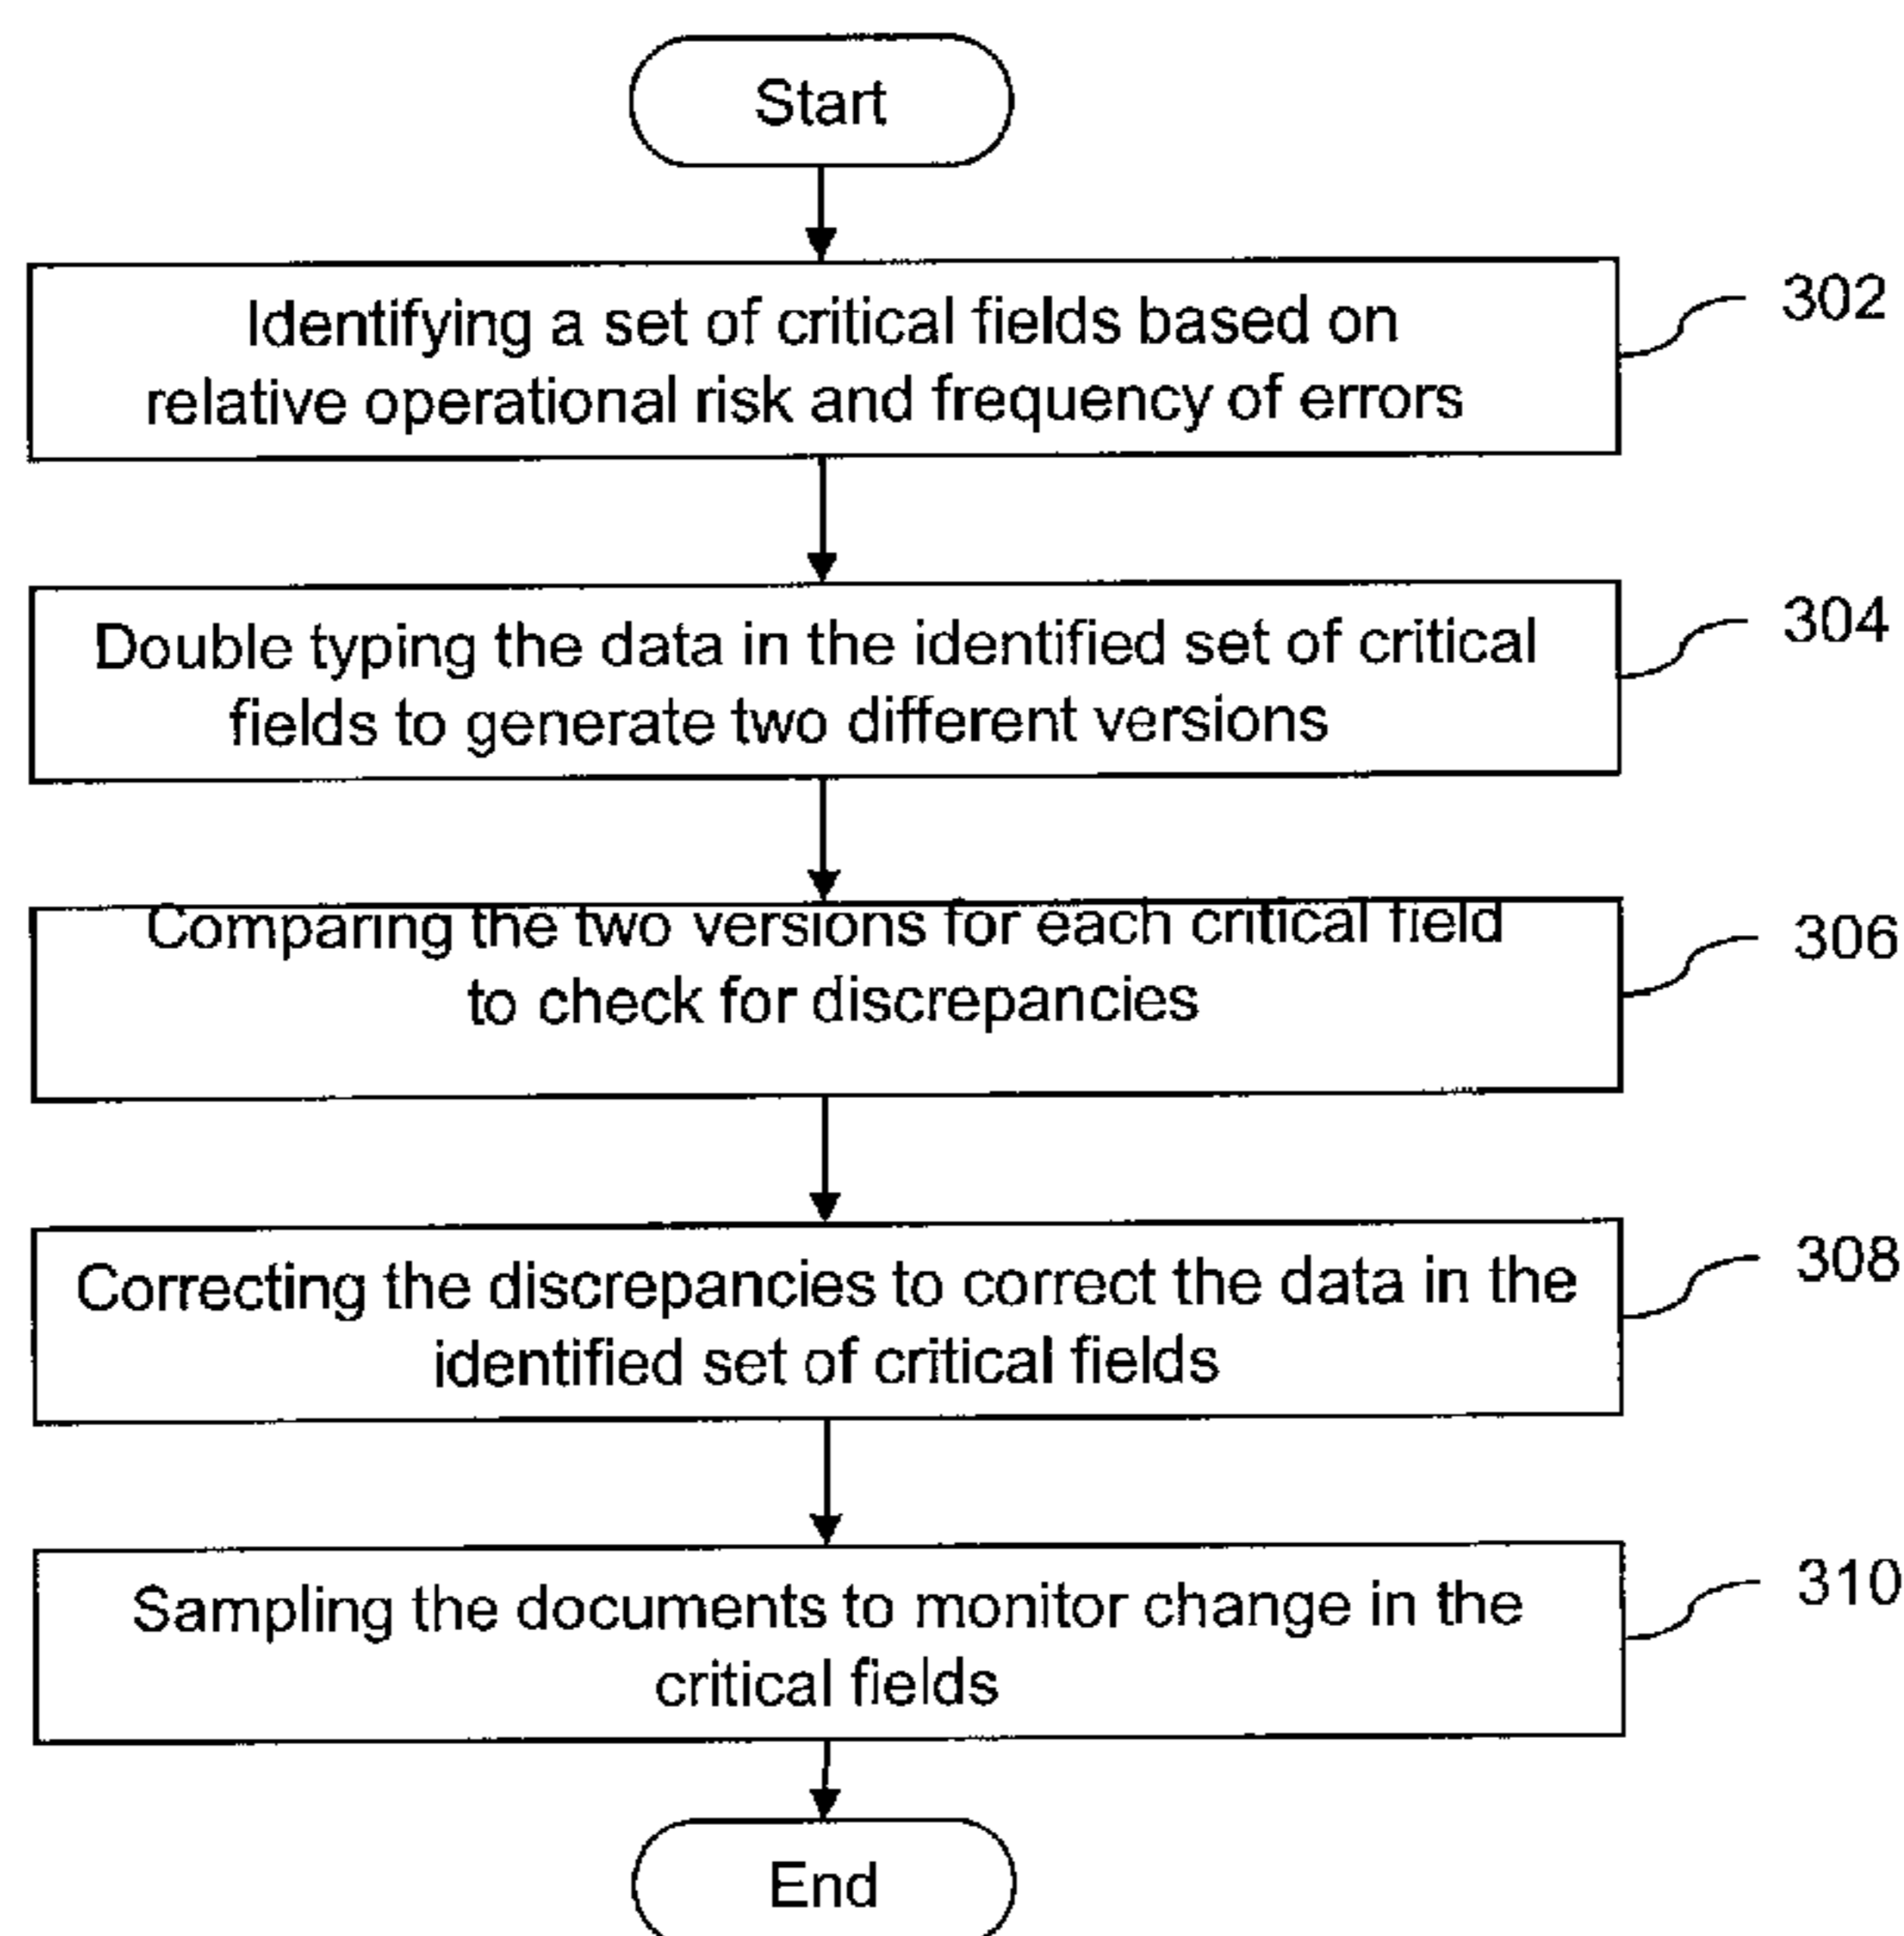 Start
Identifying a set of critical fields based on
relative operational risk and frequency of errors
302
Double typing the data in the identified set of critical
fields to generate two different versions
304
Comparing the two versions for each critical field
to check for discrepancies
306
Correcting the discrepancies to correct the data in the
identified set of critical fields
308
Sampling the documents to monitor change in the
critical fields
310
End